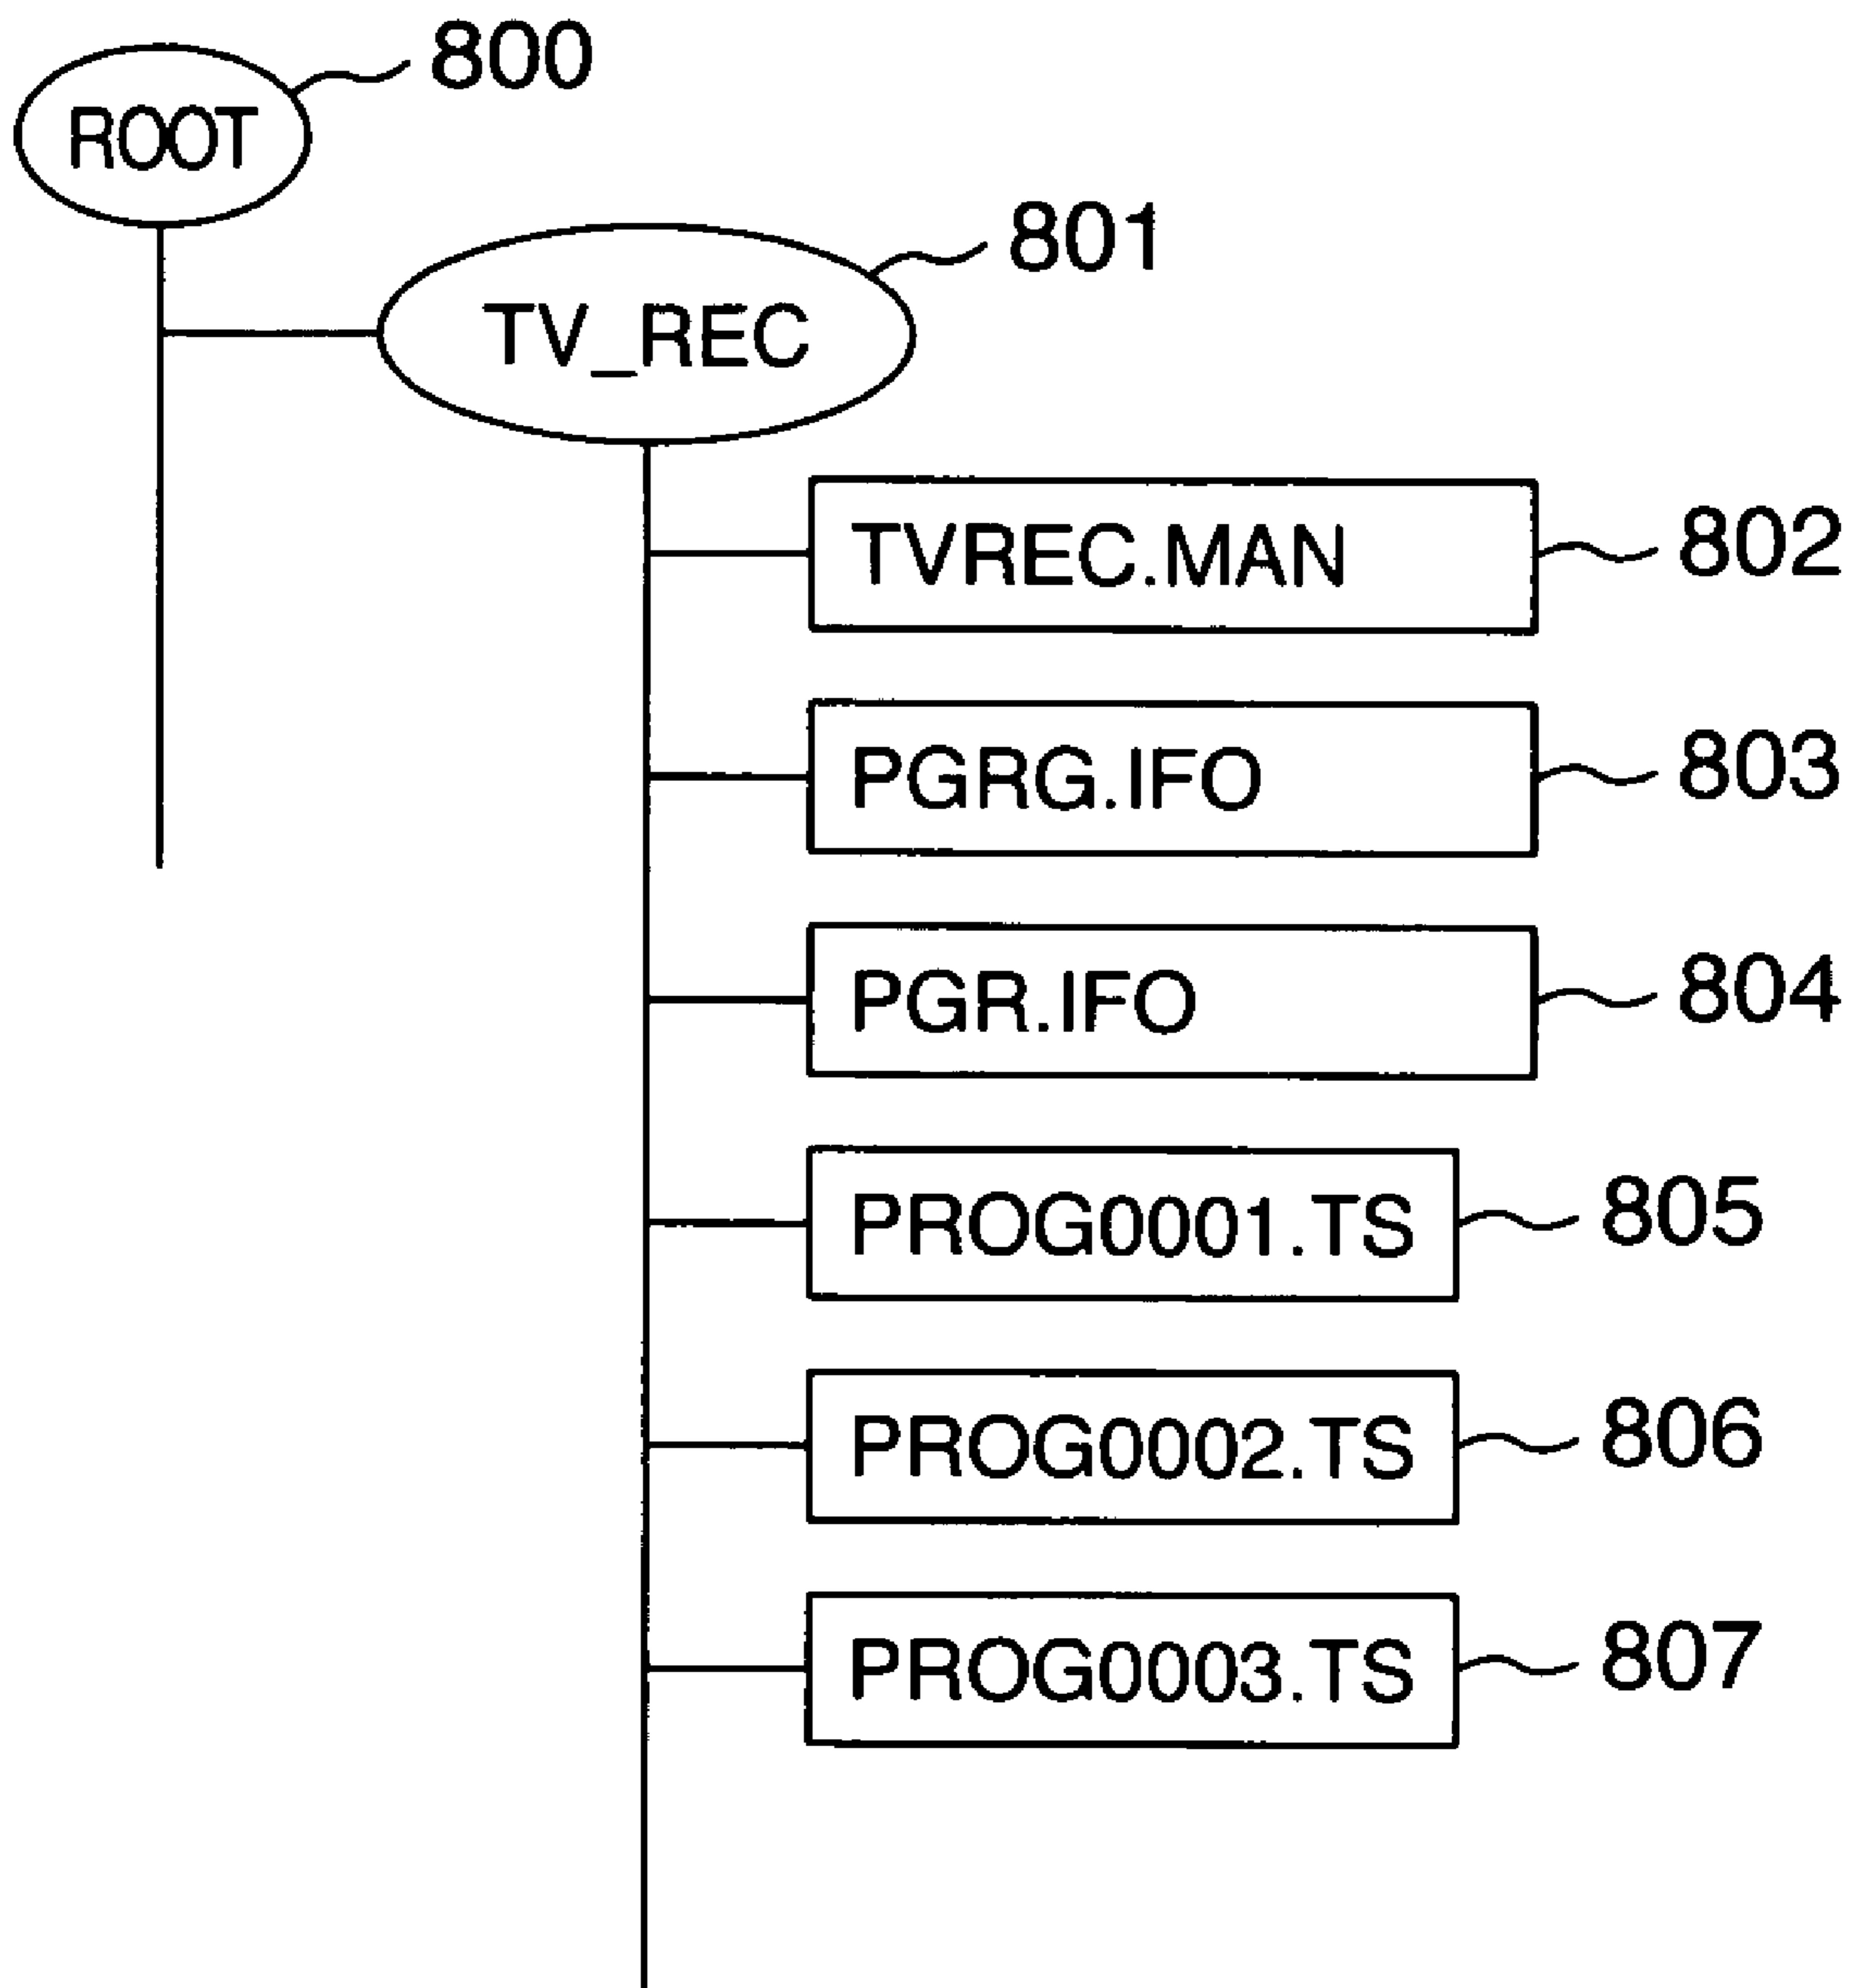 ROOT 800
TV_REC 801
TVREC.MAN 802
PGRG.IFO 803
PGR.IFO 804
PROG0001.TS 805
PROG0002.TS 806
PROG0003.TS 807